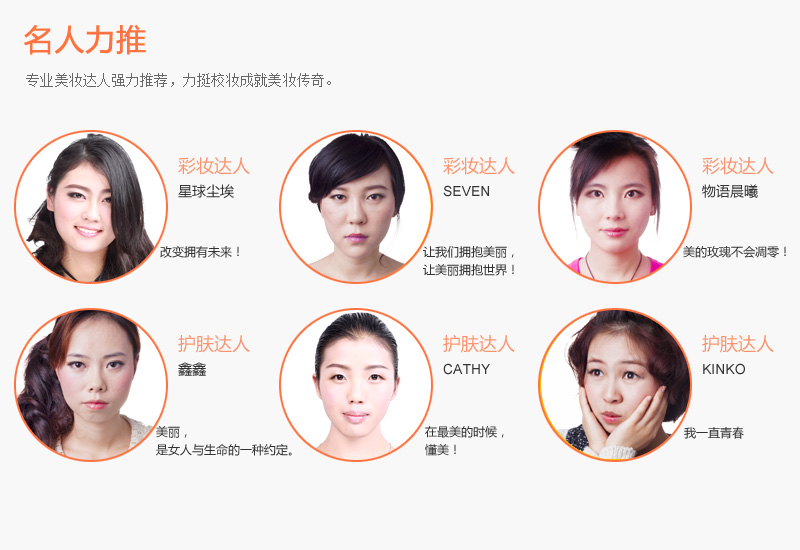 名人力推
专业美妆达人强力推荐，力挺校妆成就美妆传奇。
彩妆达人
星球尘埃
改变拥有未来！
彩妆达人
SEVEN
让我们拥抱美丽，
让美丽拥抱世界！
彩妆达人
物语晨曦
美的玫瑰不会凋零！
护肤达人
鑫鑫
美丽，
是女人与生命的一种约定。
护肤达人
CATHY
在最美的时候，
懂美！
护肤达人
KINKO
我一直青春